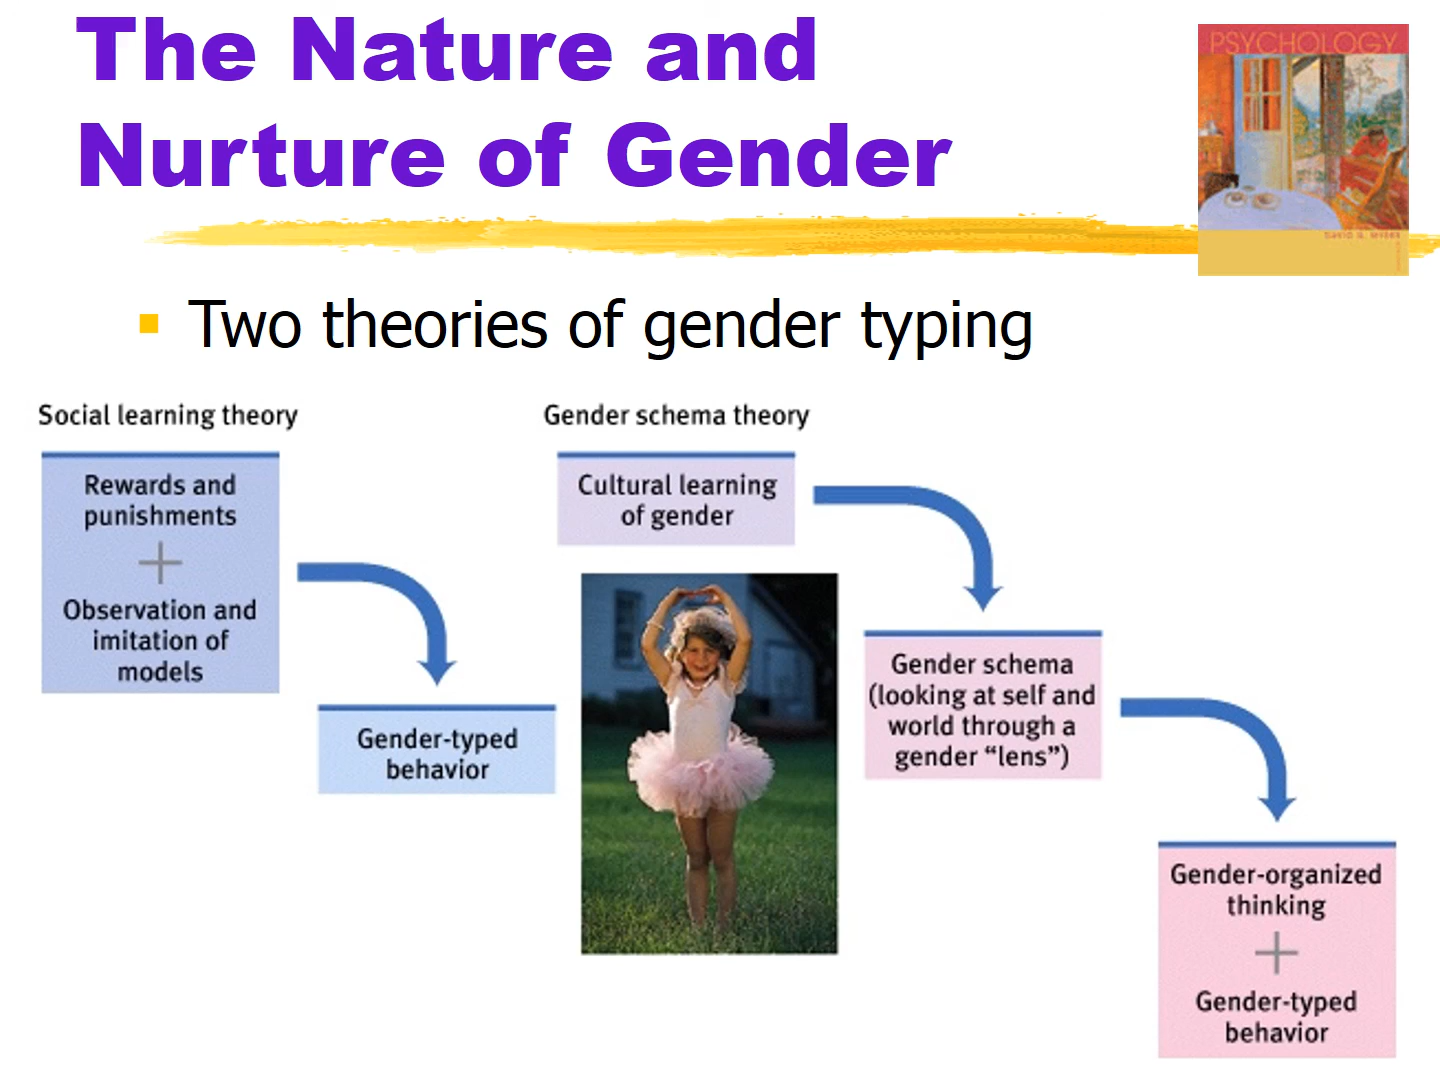 The Nature and
Nurture of Gender
PSYCHOLOGY
DAVID G. MYERS
Two theories of gender typing
Social learning theory
Rewards and
punishments
+
Observation and
imitation of
models
Gender-typed
behavior
Gender schema theory
Cultural learning
of gender
Gender schema
(looking at self and
world through a
gender “lens”)
Gender-organized
thinking
+
Gender-typed
behavior